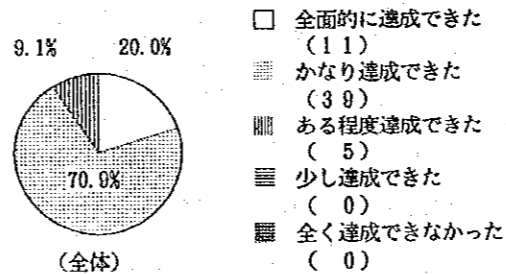 9.1% 20.0%
70.9%
(全体)
全面的に達成できた
(11)
かなり達成できた
(39)
ある程度達成できた
( 5)
少し達成できた
( 0)
全く達成できなかった
( 0)